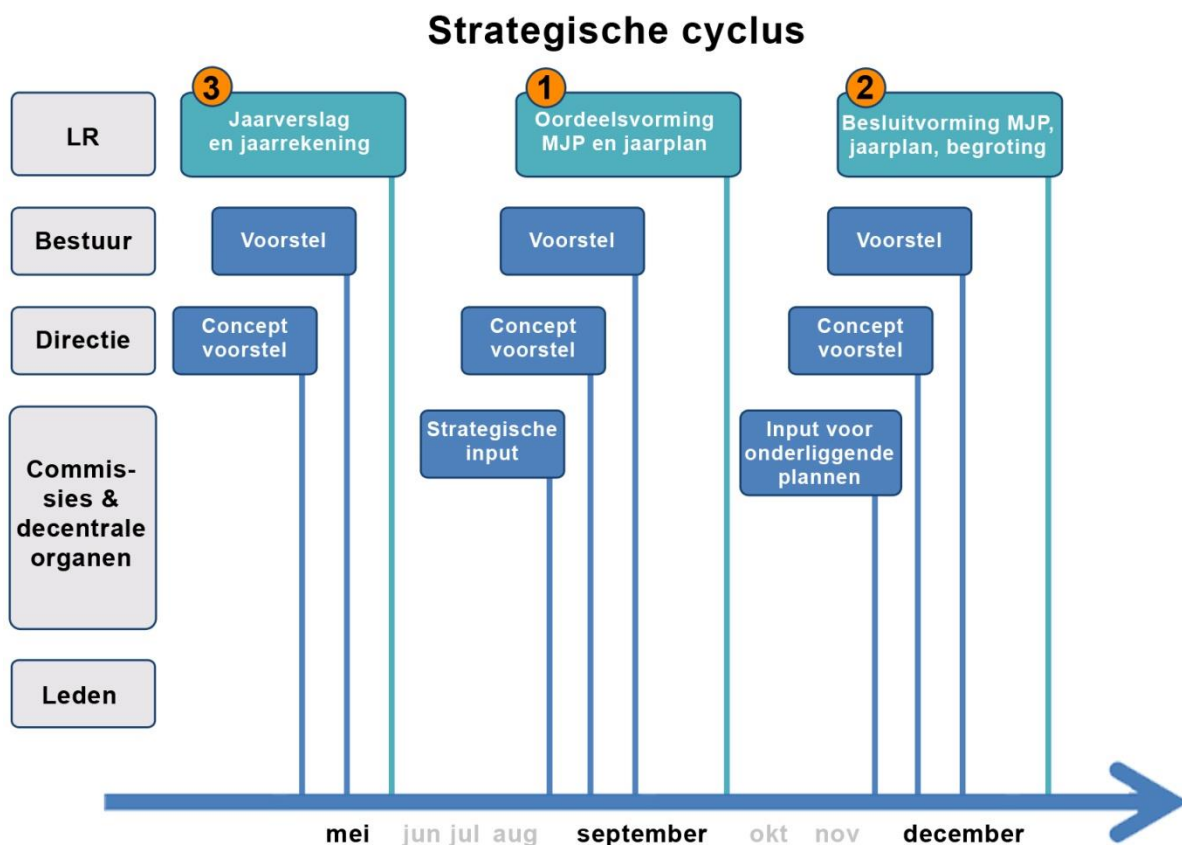 Strategische cyclus
LR
3
Jaarverslag
en jaarrekening
1
Oordeelsvorming
MJP en jaarplan
2
Besluitvorming MJP,
jaarplan, begroting
Bestuur
Voorstel
Voorstel
Voorstel
Directie
Concept
voorstel
Concept
voorstel
Concept
voorstel
Commis-
sies &
decentrale
organen
Strategische
input
Input voor
onderliggende
plannen
Leden
mei jun jul aug september okt nov december